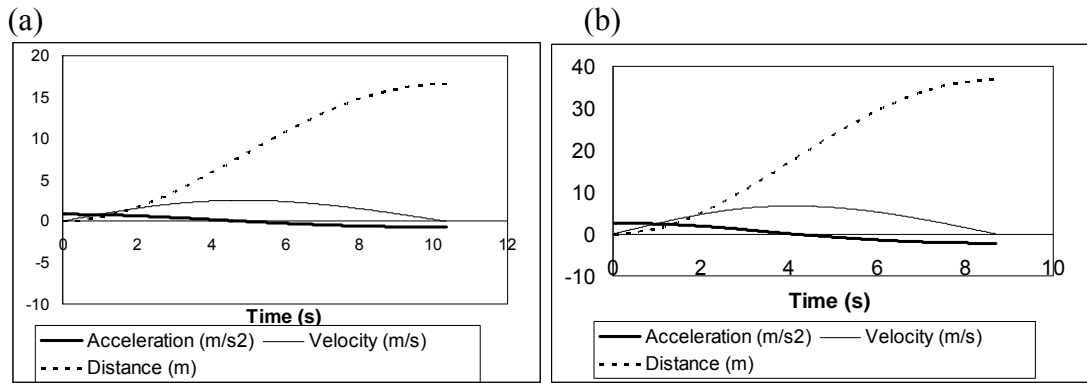 (a)
20
15
10
5
0
-5
-10
0 2 4 6 8 10 12
Time (s)
Acceleration (m/s2) Velocity (m/s)
Distance (m)
(b)
40
30
20
10
0
-10
0 2 4 6 8 10
Time (s)
Acceleration (m/s2) Velocity (m/s)
Distance (m)